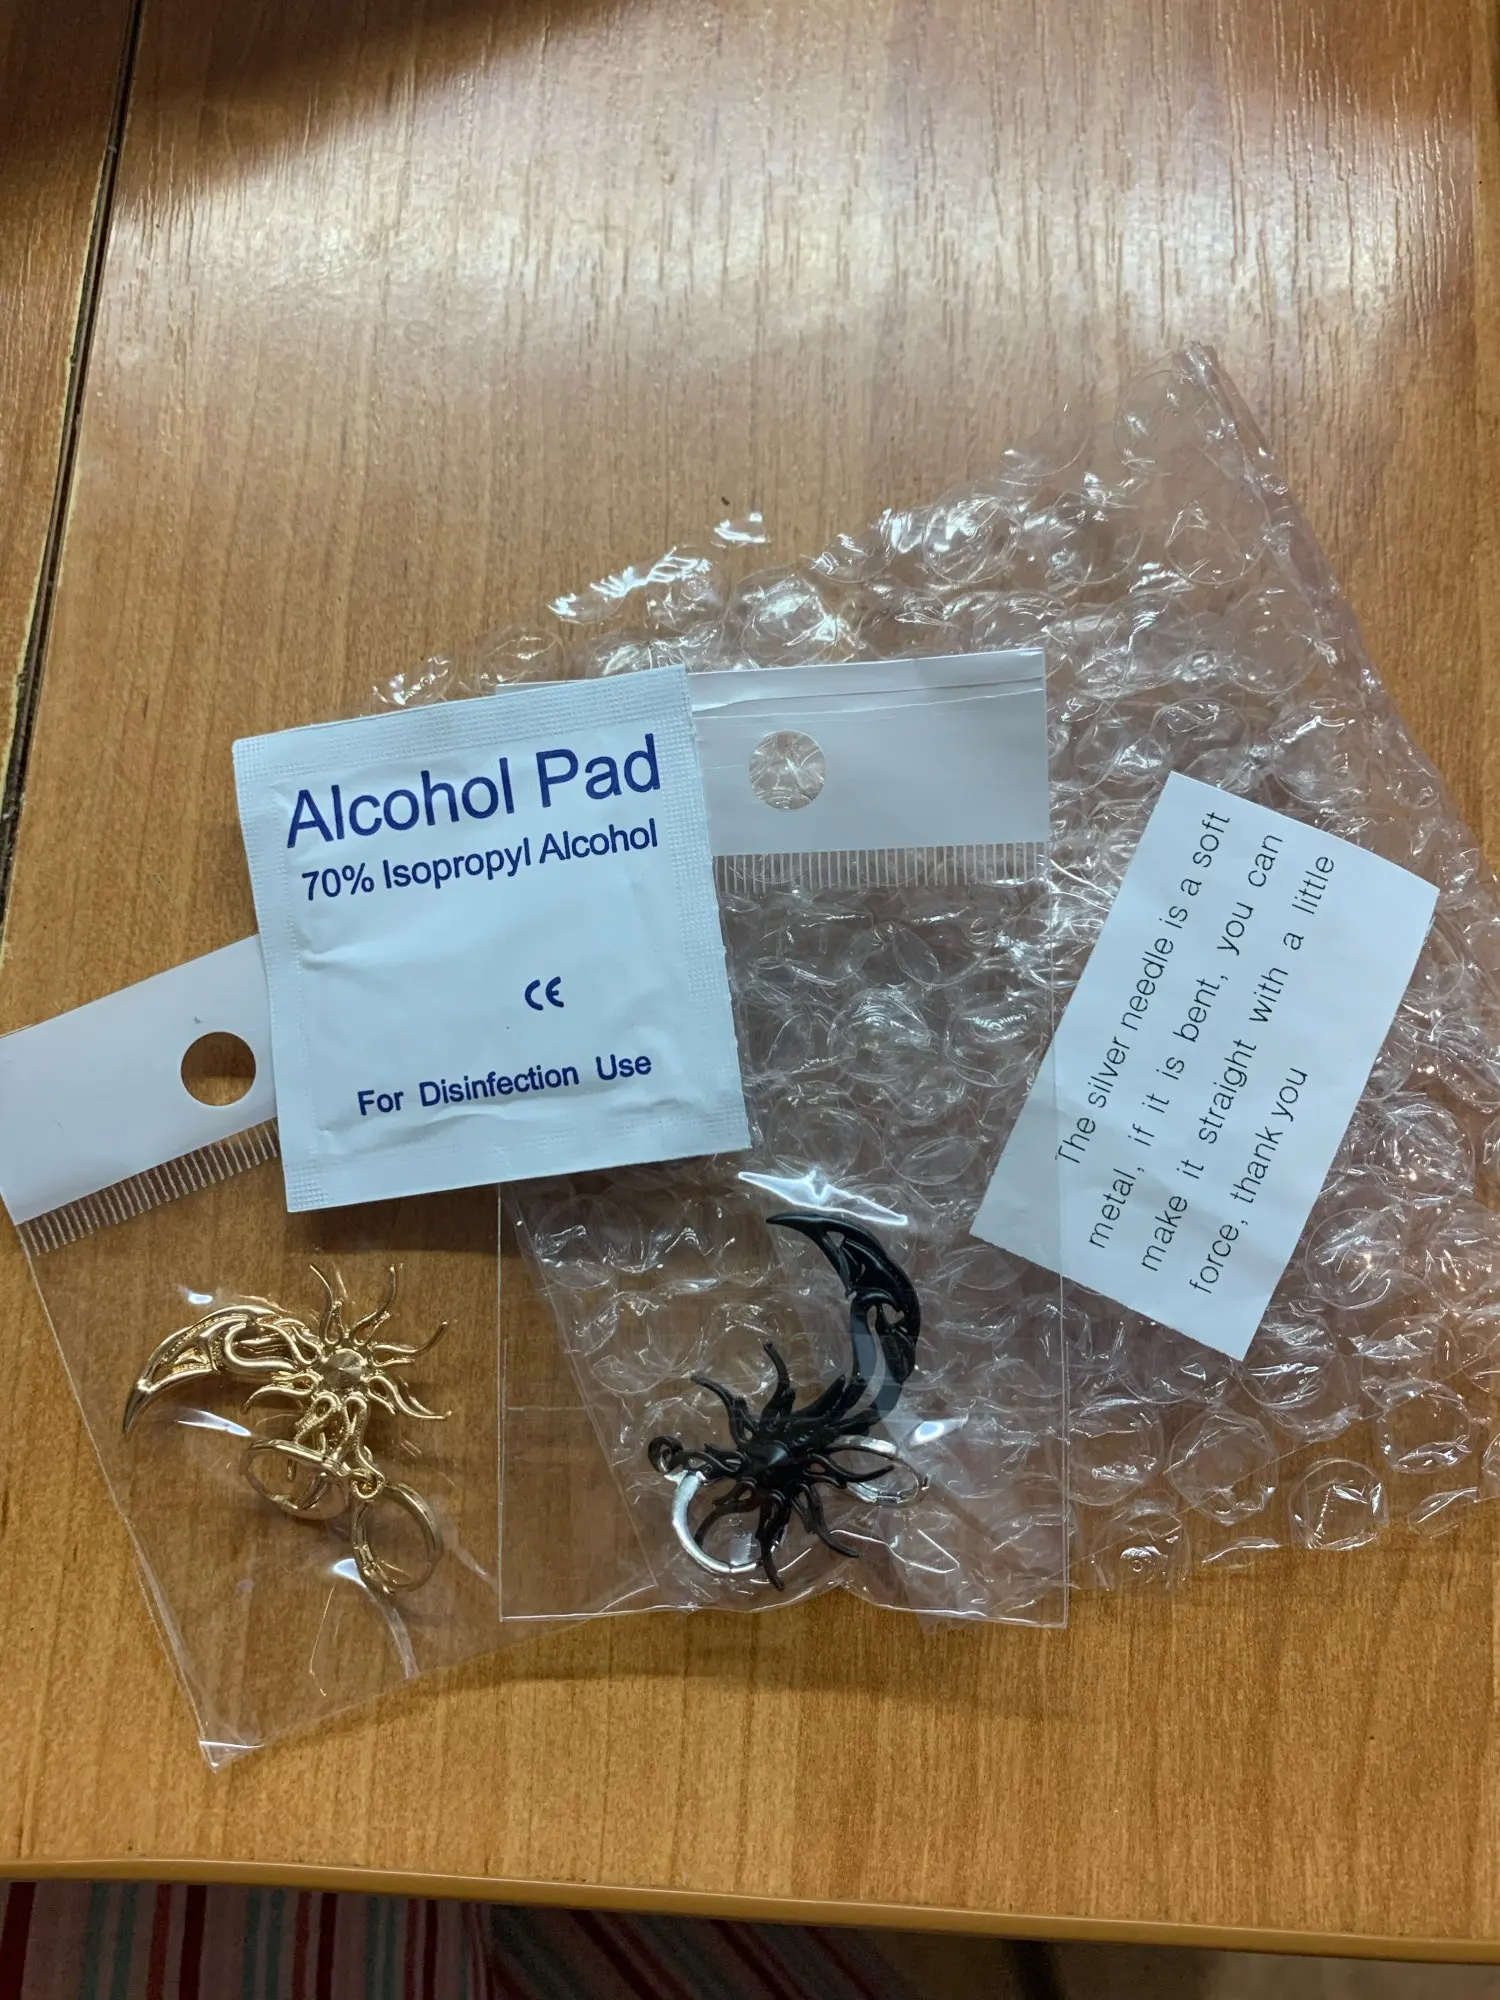 Alcohol Pad
70% Isopropyl Alcohol
CE
For Disinfection Use
The silver needle is a soft
metal, if it is bent, you can
make it straight with a little
force, thank you